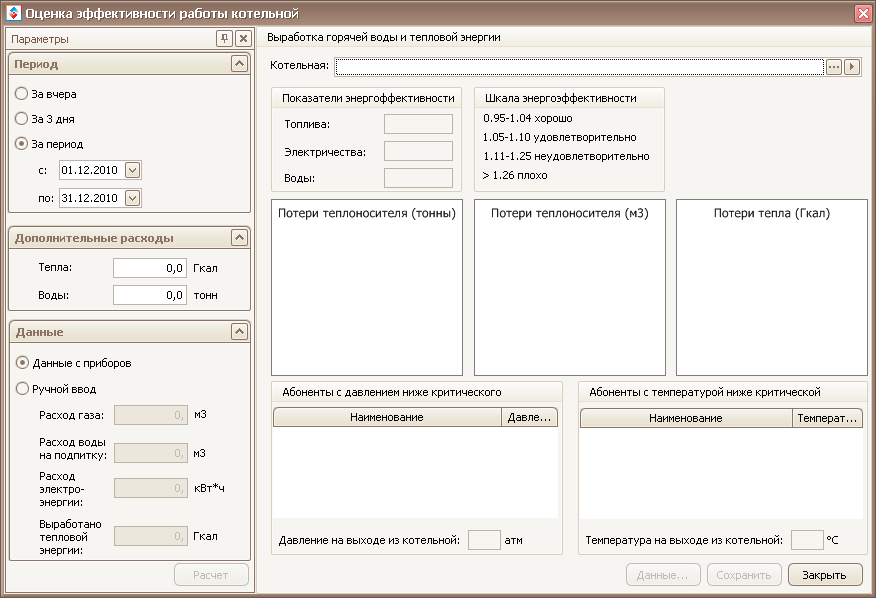 Оценка эффективности работы котельной
Параметры
Период
За вчера
За 3 дня
За период
с: 01.12.2010
по: 31.12.2010
Дополнительные расходы
Тепла: 0,0 Гкал
Воды: 0,0 тонн
Данные
Данные с приборов
Ручной ввод
Расход газа: 0, м3
Расход воды
на подпитку: 0, м3
Расход
электро-
энергии: 0, кВт*ч
Выработано
тепловой
энергии: 0, Гкал
Расчет
Выработка горячей воды и тепловой энергии
Котельная:
Показатели энергоффективности
Топлива:
Электричества:
Воды:
Шкала энергоэффективности
0.95-1.04 хорошо
1.05-1.10 удовлетворительно
1.11-1.25 неудовлетворительно
> 1.26 плохо
Потери теплоносителя (тонны)
Потери теплоносителя (м3)
Потери тепла (Гкал)
Абоненты с давлением ниже критического
Наименование Давле...
Давление на выходе из котельной: атм
Абоненты с температурой ниже критической
Наименование Температ...
Температура на выходе из котельной: °С
Данные... Сохранить Закрыть